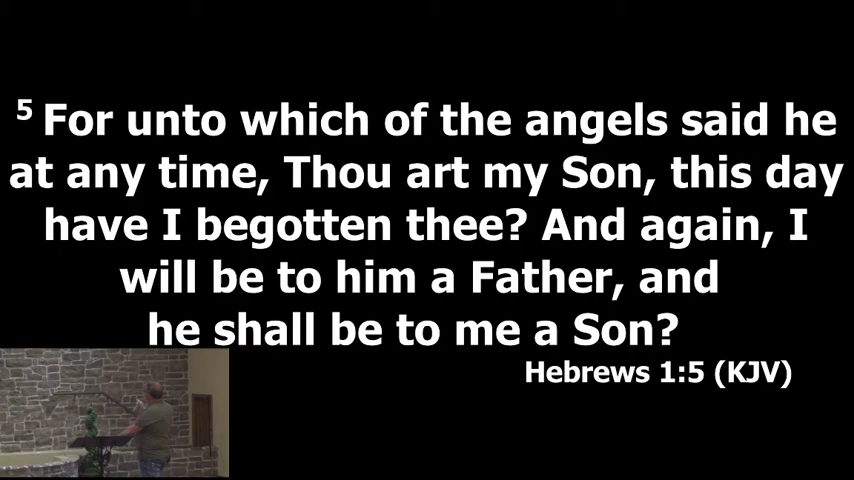 5 For unto which of the angels said he
at any time, Thou art my Son, this day
have I begotten thee? And again, I
will be to him a Father, and
he shall be to me a Son?
Hebrews 1:5 (KJV)